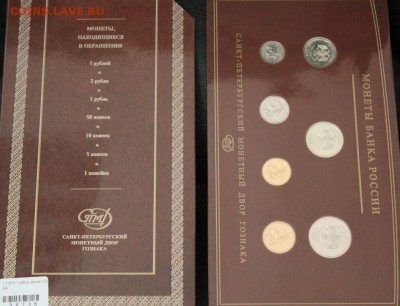 COINS.LAVE.RU
МОНЕТЫ,
НАХОДЯЩИЕСЯ
В ОБРАЩЕНИИ
5 рублей
2 рубля
1 рубль
50 копеек
10 копеек
5 копеек
1 копейка
САНКТ-ПЕТЕРБУРГСКИЙ
МОНЕТНЫЙ ДВОР
ГОЗНАКА
САНКТ-ПЕТЕРБУРГСКИЙ МОНЕТНЫЙ ДВОР ГОЗНАКА
МОНЕТЫ БАНКА РОССИИ